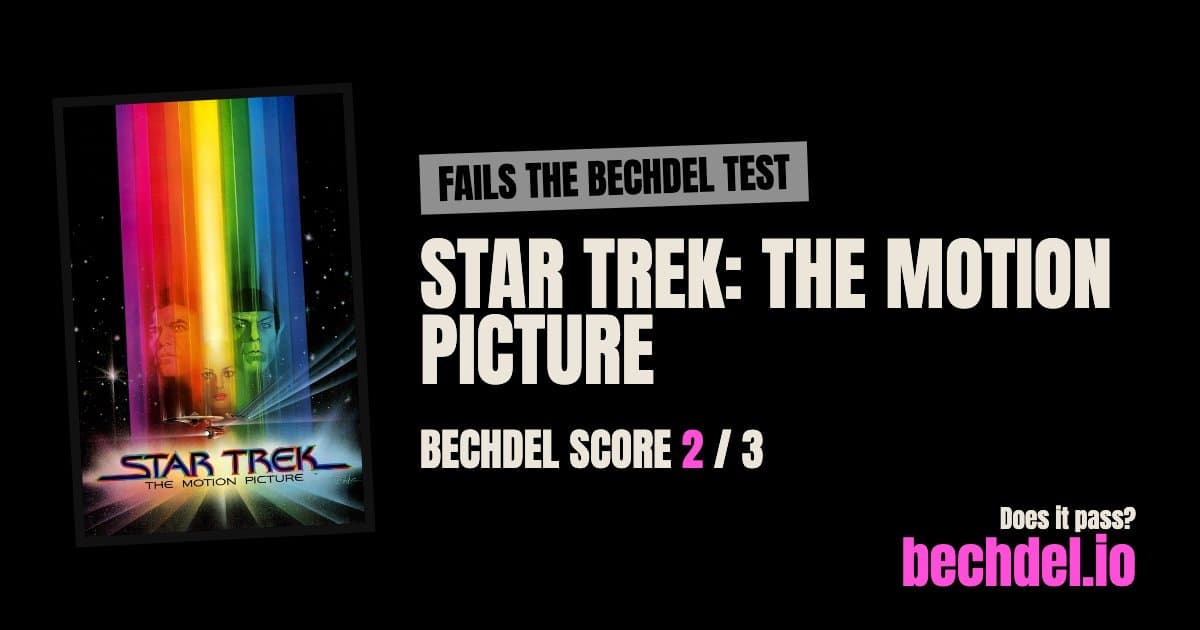 FAILS THE BECHDEL TEST
STAR TREK: THE MOTION
PICTURE
BECHDEL SCORE 2 / 3
STAR TREK
THE MOTION PICTURE
Does it pass?
bechdel.io